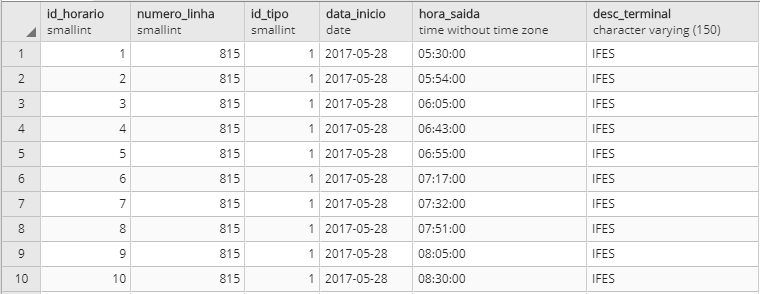 id_horario numero_linha id_tipo data_inicio hora_saida desc_terminal
smallint smallint smallint date time without time zone character varying (150)
1 1 815 1 2017-05-28 05:30:00 IFES
2 2 815 1 2017-05-28 05:54:00 IFES
3 3 815 1 2017-05-28 06:05:00 IFES
4 4 815 1 2017-05-28 06:43:00 IFES
5 5 815 1 2017-05-28 06:55:00 IFES
6 6 815 1 2017-05-28 07:17:00 IFES
7 7 815 1 2017-05-28 07:32:00 IFES
8 8 815 1 2017-05-28 07:51:00 IFES
9 9 815 1 2017-05-28 08:05:00 IFES
10 10 815 1 2017-05-28 08:30:00 IFES